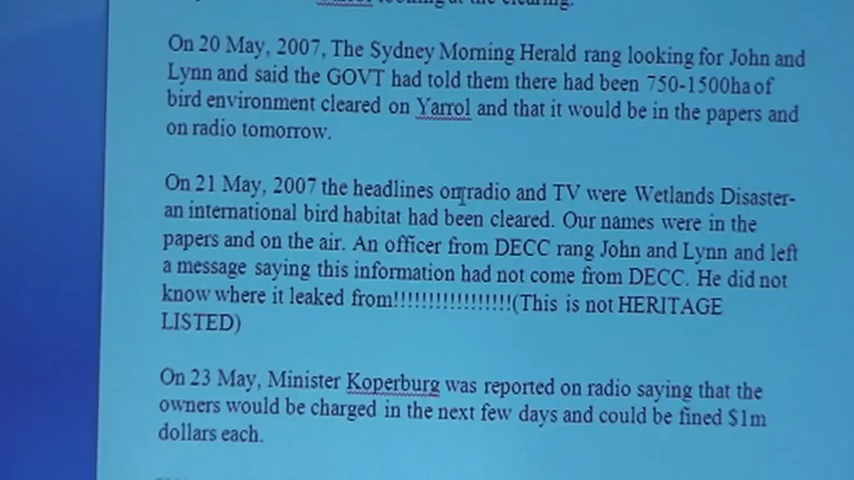 looking at the clearing.
On 20 May, 2007, The Sydney Morning Herald rang looking for John and
Lynn and said the GOVT had told them there had been 750-1500ha of
bird environment cleared on Yarrol and that it would be in the papers and
on radio tomorrow.
On 21 May, 2007 the headlines on radio and TV were Wetlands Disaster-
an international bird habitat had been cleared. Our names were in the
papers and on the air. An officer from DECC rang John and Lynn and left
a message saying this information had not come from DECC. He did not
know where it leaked from!!!!!!!!!!!!!!!!!(This is not HERITAGE
LISTED)
On 23 May, Minister Koperburg was reported on radio saying that the
owners would be charged in the next few days and could be fined $1m
dollars each.